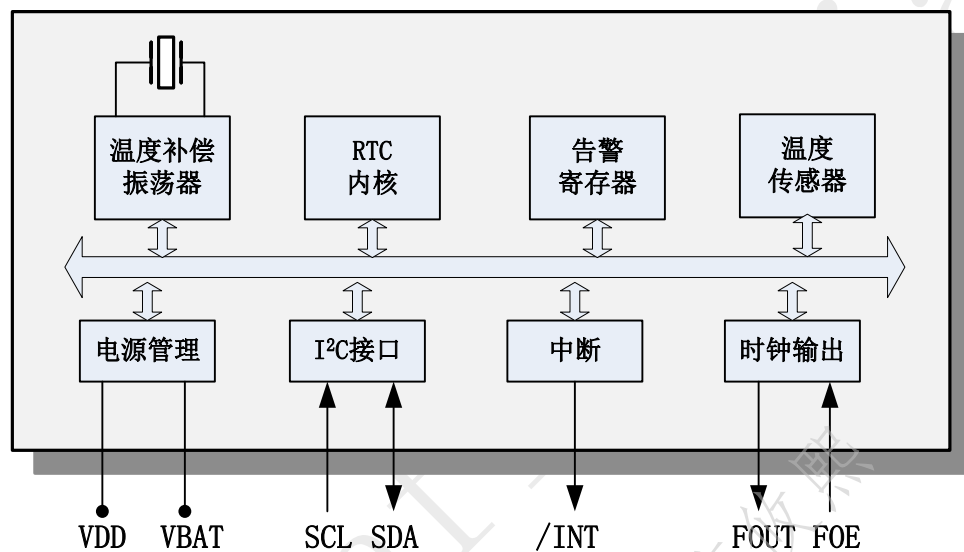 温度补偿
振荡器
RTC
内核
告警
寄存器
温度
传感器
电源管理
I²C接口
中断
时钟输出
VDD VBAT SCL SDA /INT FOUT FOE